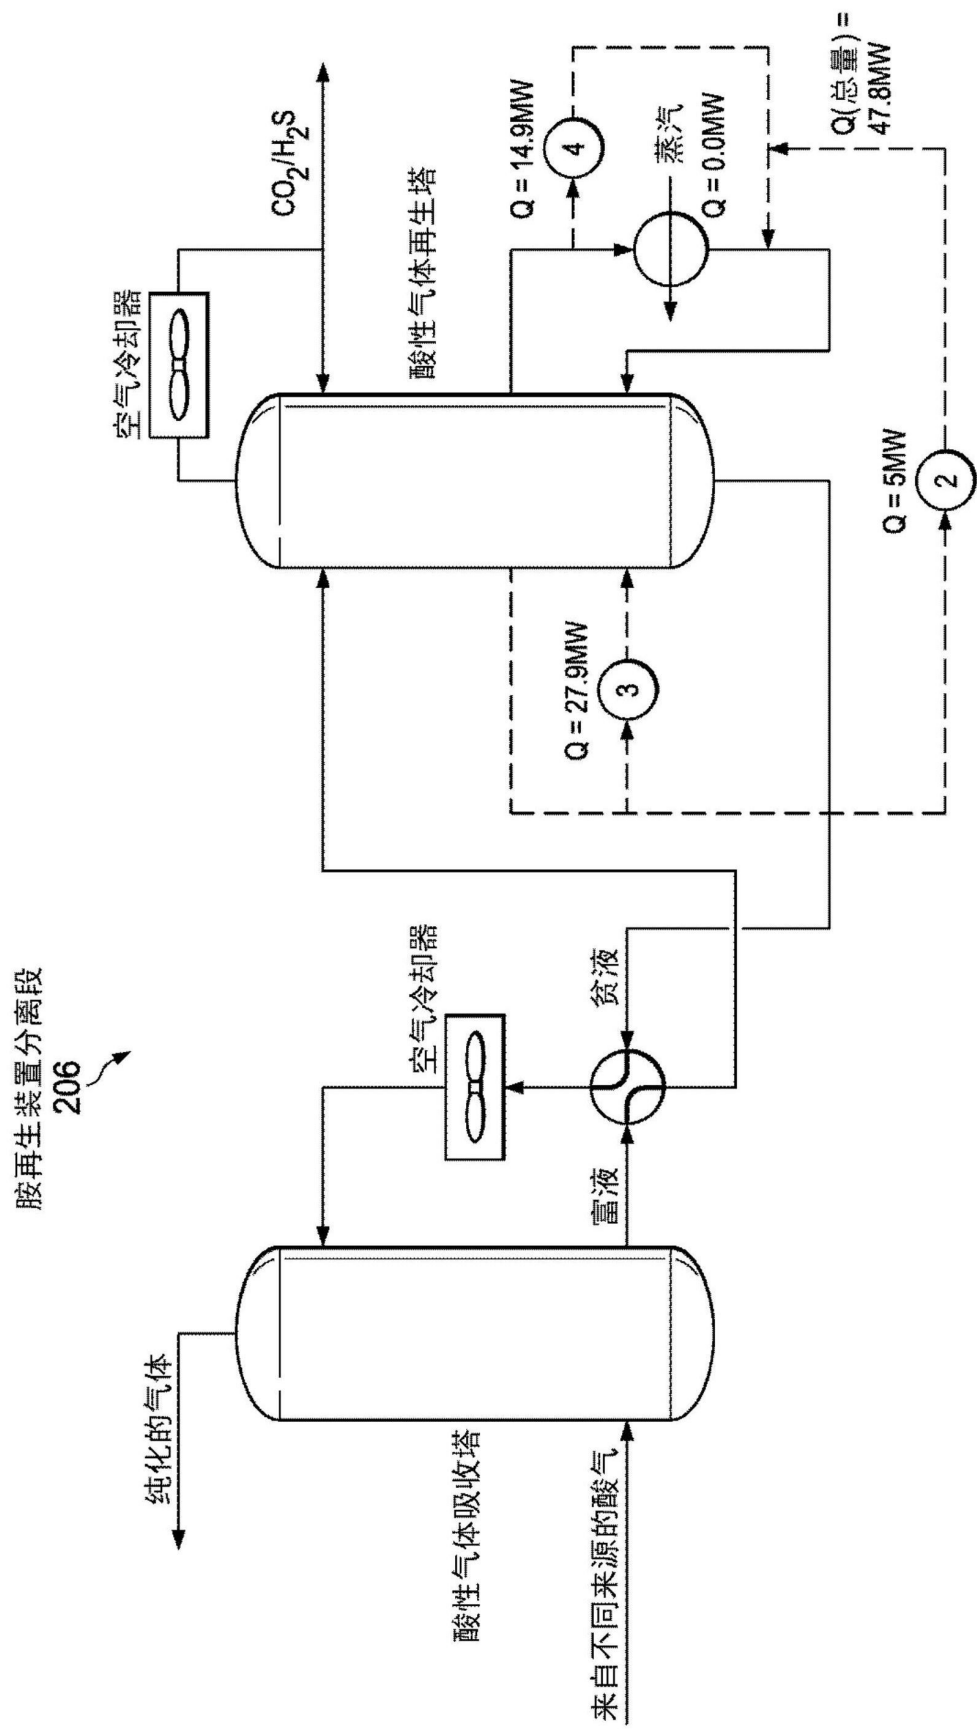 胺再生装置分离段
206
纯化的气体
酸性气体吸收塔
来自不同来源的酸气
富液
贫液
空气冷却器
空气冷却器
CO2/H2S
酸性气体再生塔
Q = 14.9MW
4
蒸汽
Q = 0.0MW
Q = 27.9MW
3
Q = 5MW
2
Q(总量) =
47.8MW